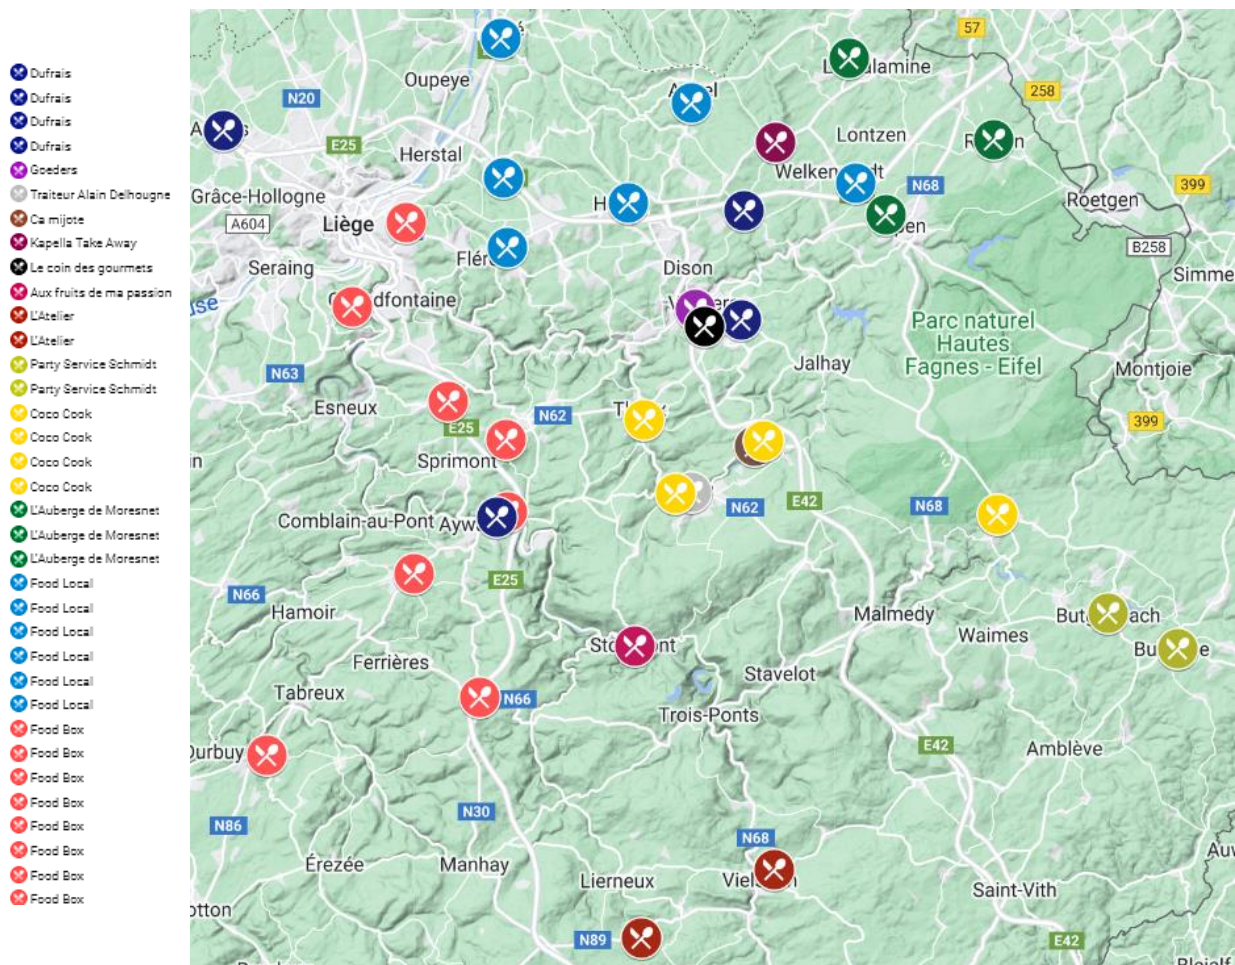 Dufrais
Dufrais
Dufrais
Dufrais
Goeders
Traiteur Alain Delhougne
Ca mijote
Kapella Take Away
Le coin des gourmets
Aux fruits de ma passion
L'Atelier
L'Atelier
Party Service Schmidt
Party Service Schmidt
Coco Cook
Coco Cook
Coco Cook
Coco Cook
L'Auberge de Moresnet
L'Auberge de Moresnet
L'Auberge de Moresnet
Food Local
Food Local
Food Local
Food Local
Food Local
Food Local
Food Box
Food Box
Food Box
Food Box
Food Box
Food Box
Food Box
Food Box
57
Oupeye
258
N20
E25
Lontzen
Herstal
Welken
N68
399
Grâce-Hollogne
Roetgen
A604
Liège
B258
Seraing
Dison
Simme
use
fontaine
Parc naturel
Hautes
Fagnes - Eifel
Jalhay
Montjoie
N63
Esneux
N62
E25
399
Sprimont
N62
E42
N68
Comblain-au-Pont
Ayw
E25
N66
Hamoir
Malmedy
Waimes
Ferrières
Stavelot
Tabreux
N66
Trois-Ponts
Durbuy
E42
Amblève
N30
N86
N68
Érezée
Manhay
Lierneux
Saint-Vith
otton
N89
E42